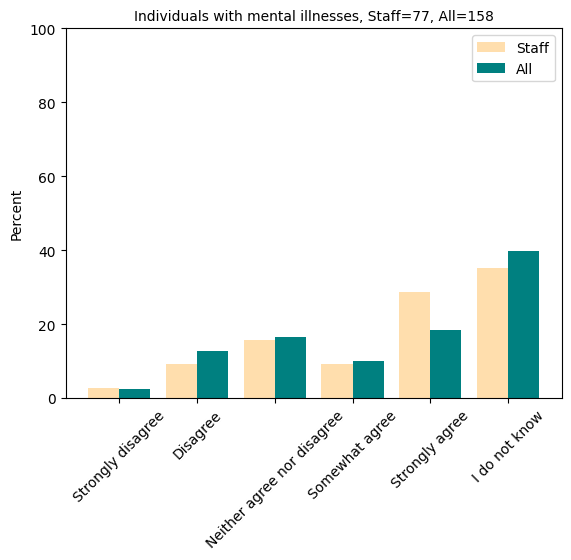 Individuals with mental illnesses, Staff=77, All=158
100
80
60
40
20
0
Percent
Staff
All
Strongly disagree
Disagree
Neither agree nor disagree
Somewhat agree
Strongly agree
I do not know